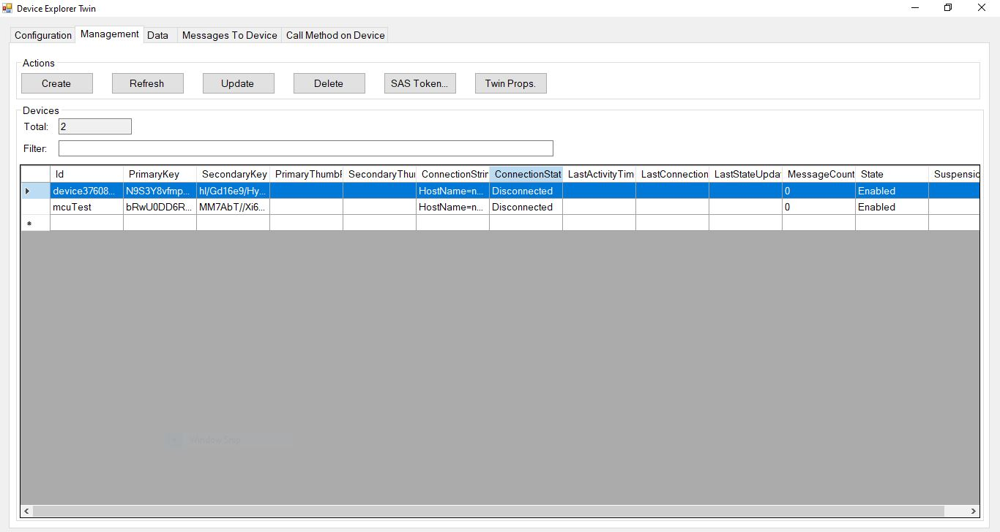 Device Explorer Twin
Configuration Management Data Messages To Device Call Method on Device
Actions
Create Refresh Update Delete SAS Token... Twin Props.
Devices
Total: 2
Filter:
Id PrimaryKey SecondaryKey PrimaryThumbl SecondaryThu ConnectionStrin ConnectionStat LastActivityTim LastConnection LastStateUpda MessageCount State Suspensio
device37608... N9S3Y8vfmp... hl/Gd16e9/Hy... HostName=n... Disconnected 0 Enabled
mcuTest bRwU0DD6R... MM7AbT//Xi6... HostName=n... Disconnected 0 Enabled
Window Snip